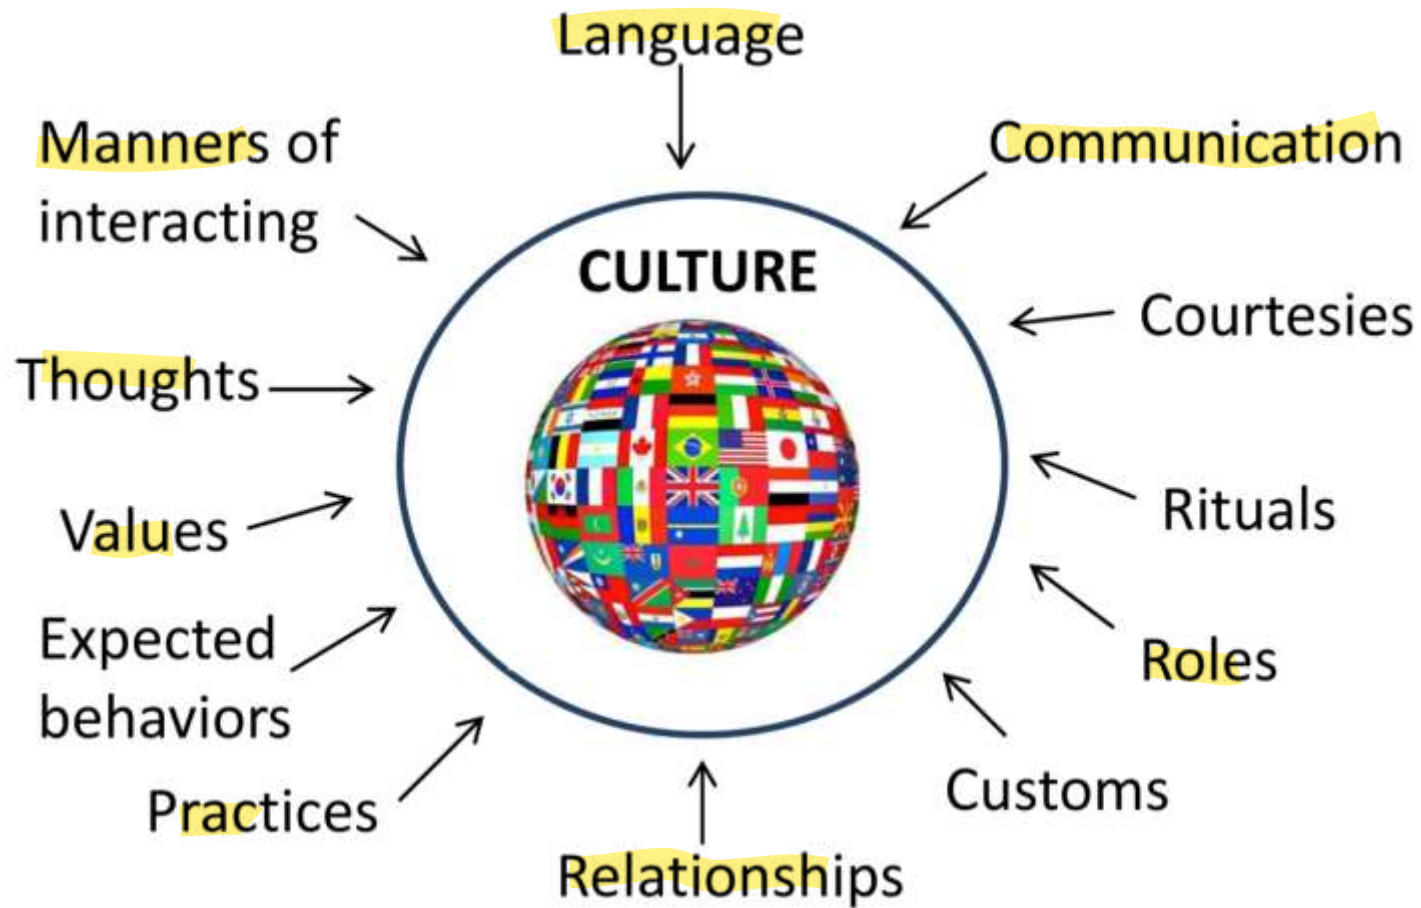 Language
Manners of
interacting
Communication
CULTURE
Courtesies
Thoughts
Values
Rituals
Expected
behaviors
Roles
Practices
Customs
Relationships